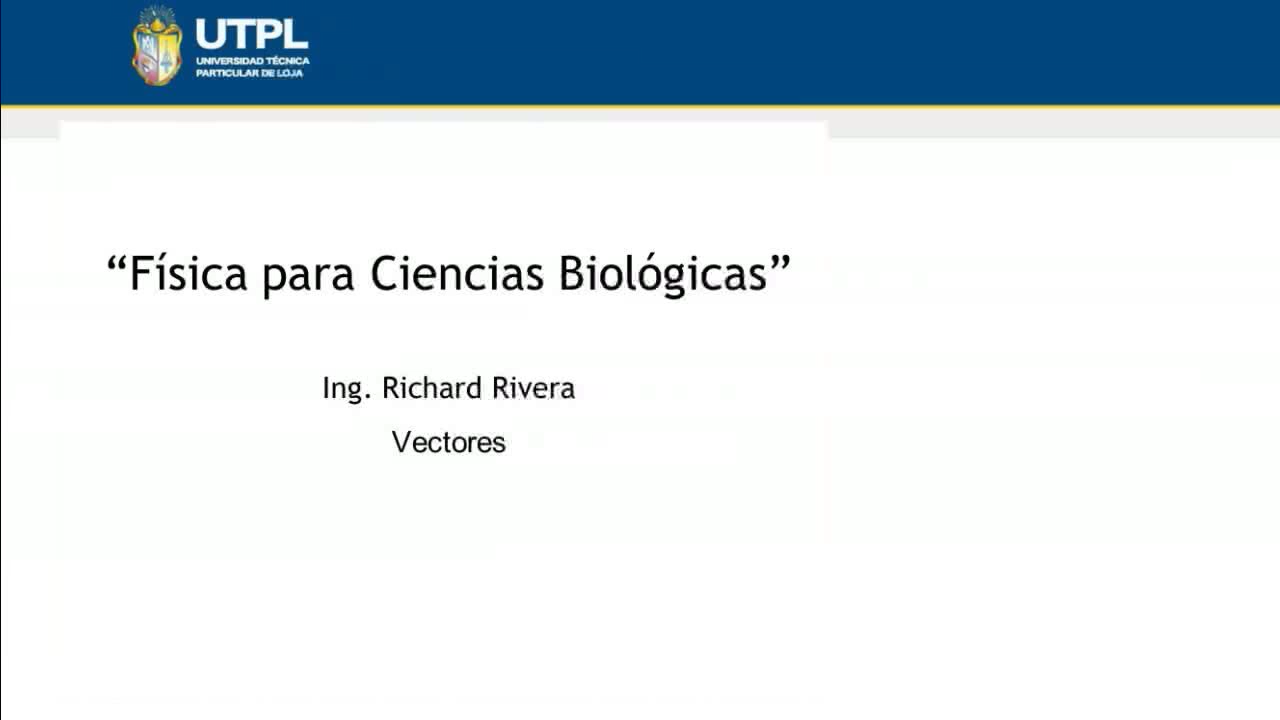 UTPL
UNIVERSIDAD TÉCNICA
PARTICULAR DE LOJA
“Física para Ciencias Biológicas”
Ing. Richard Rivera
Vectores